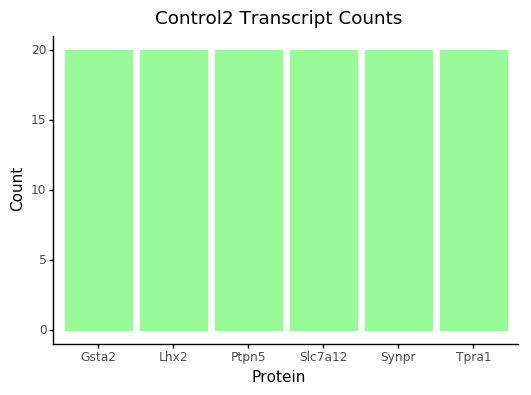 Control2 Transcript Counts
20
15
10
5
0
Count
Gsta2 Lhx2 Ptpn5 Slc7a12 Synpr Tpra1
Protein